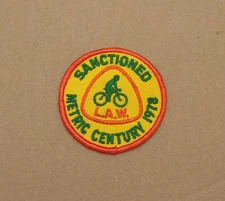 SANCTIONED
L.A.W.
METRIC CENTURY 1978